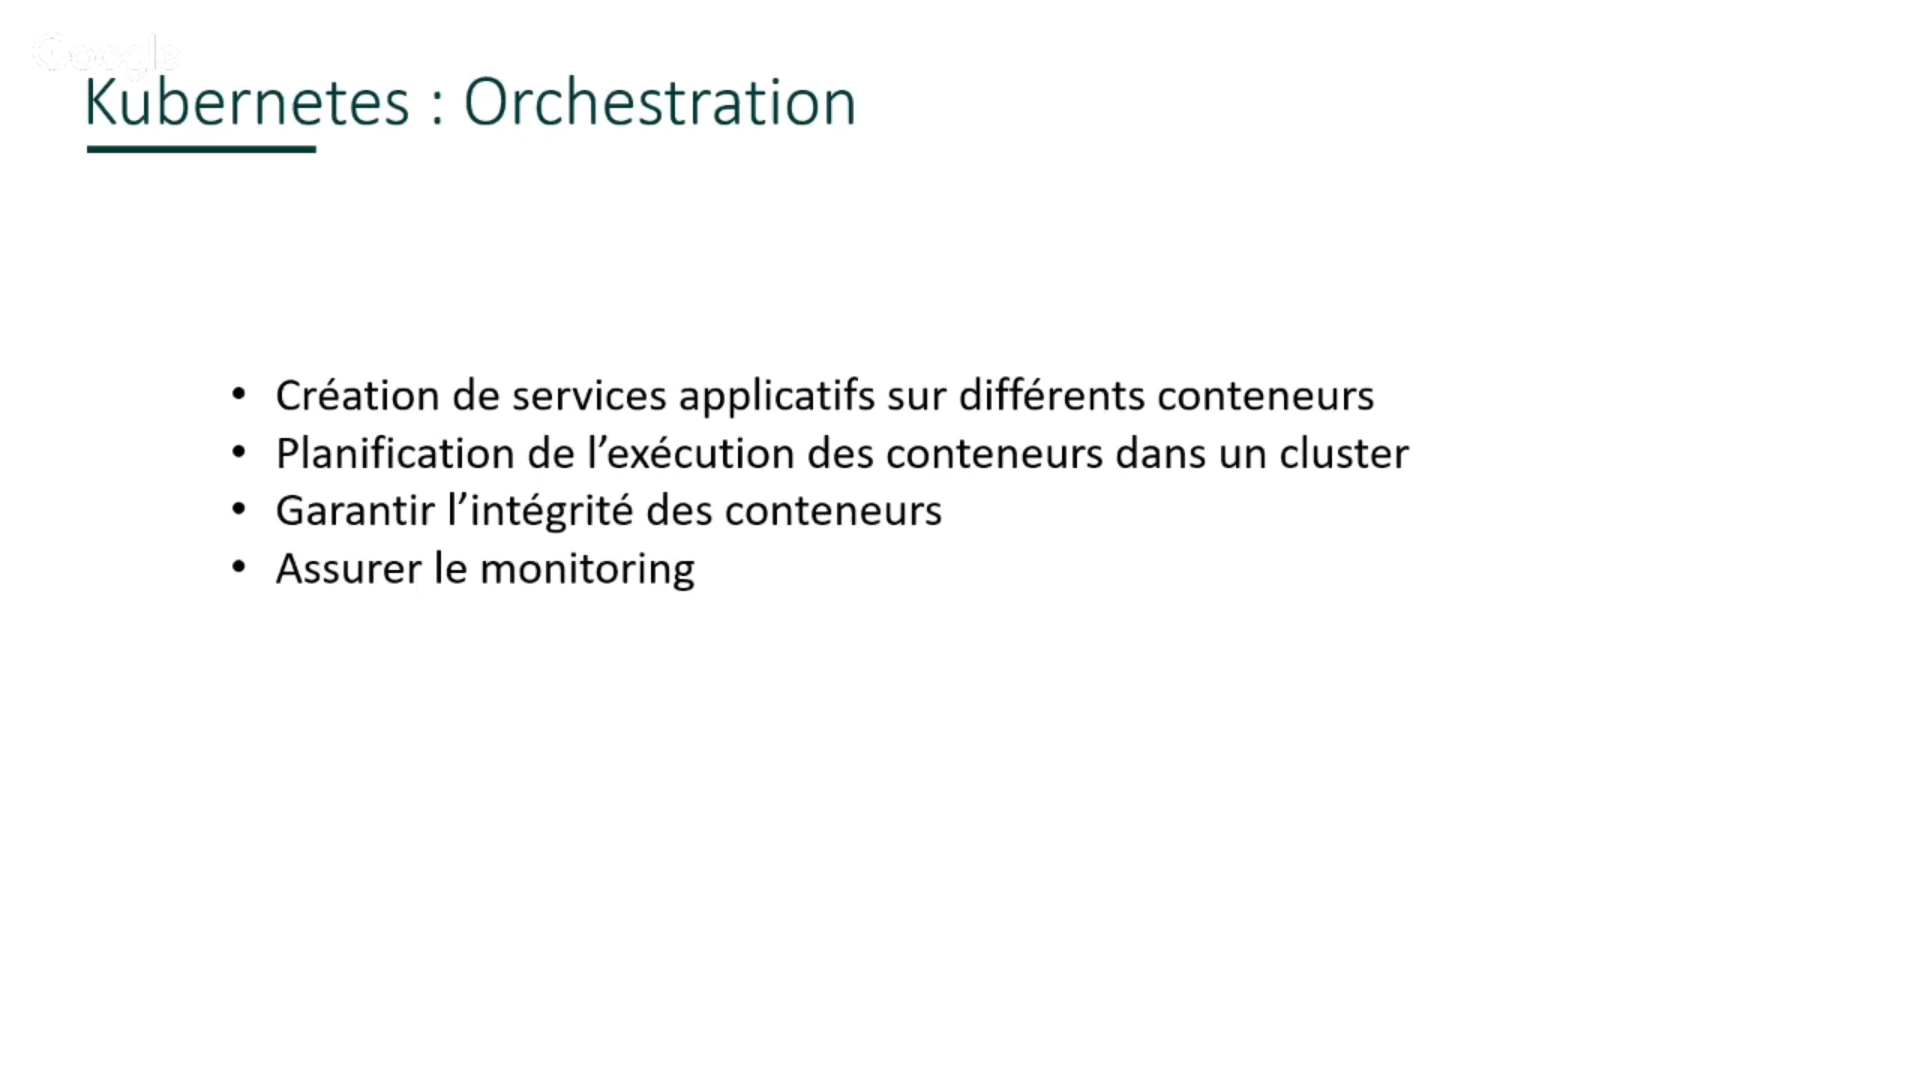 Google
Kubernetes : Orchestration
• Création de services applicatifs sur différents conteneurs
• Planification de l’exécution des conteneurs dans un cluster
• Garantir l’intégrité des conteneurs
• Assurer le monitoring